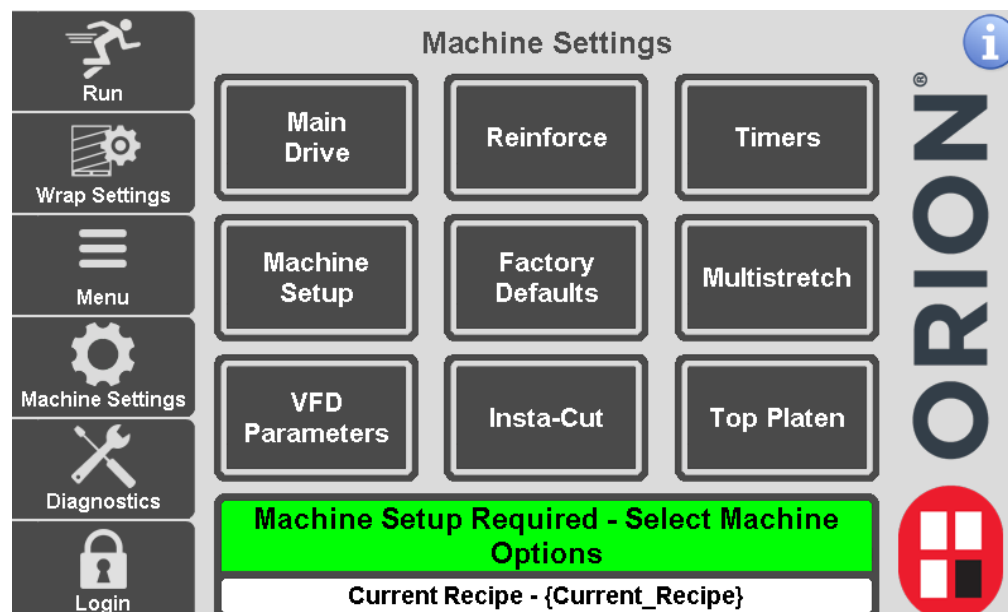 Run
Wrap Settings
Menu
Machine Settings
Diagnostics
Login
Machine Settings
Main
Drive
Reinforce
Timers
Machine
Setup
Factory
Defaults
Multistretch
VFD
Parameters
Insta-Cut
Top Platen
Machine Setup Required - Select Machine
Options
Current Recipe - {Current_Recipe}
i
ORION®